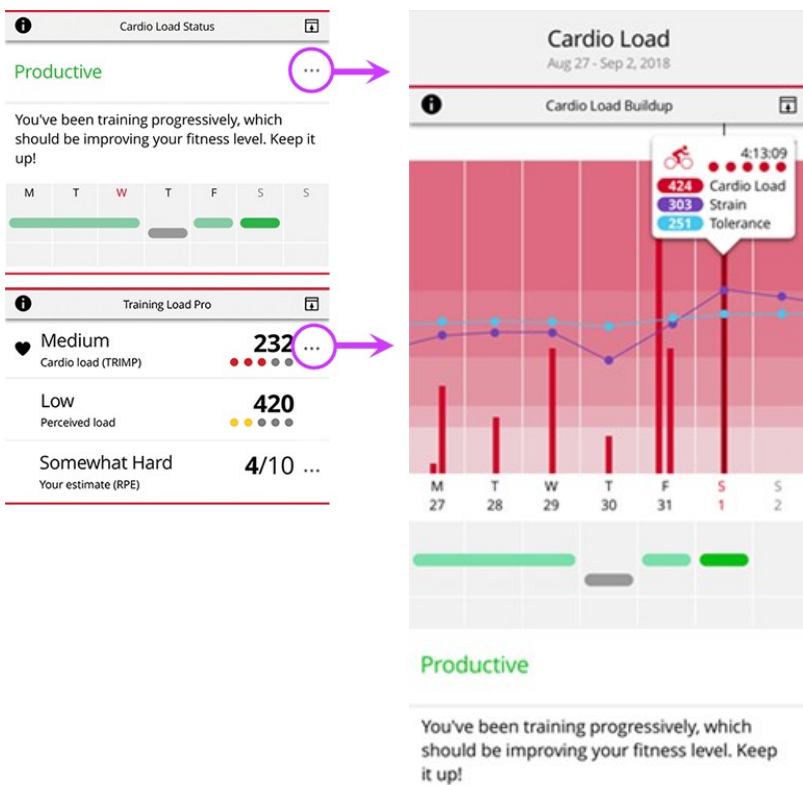 Cardio Load Status
Productive
You've been training progressively, which
should be improving your fitness level. Keep it
up!
M T W T F S S
Training Load Pro
Medium 232
Cardio load (TRIMP)
Low 420
Perceived load
Somewhat Hard 4/10
Your estimate (RPE)
Cardio Load
Aug 27 - Sep 2, 2018
Cardio Load Buildup
4:13:09
424 Cardio Load
303 Strain
251 Tolerance
M T W T F S S
27 28 29 30 31 1 2
Productive
You've been training progressively, which
should be improving your fitness level. Keep
it up!